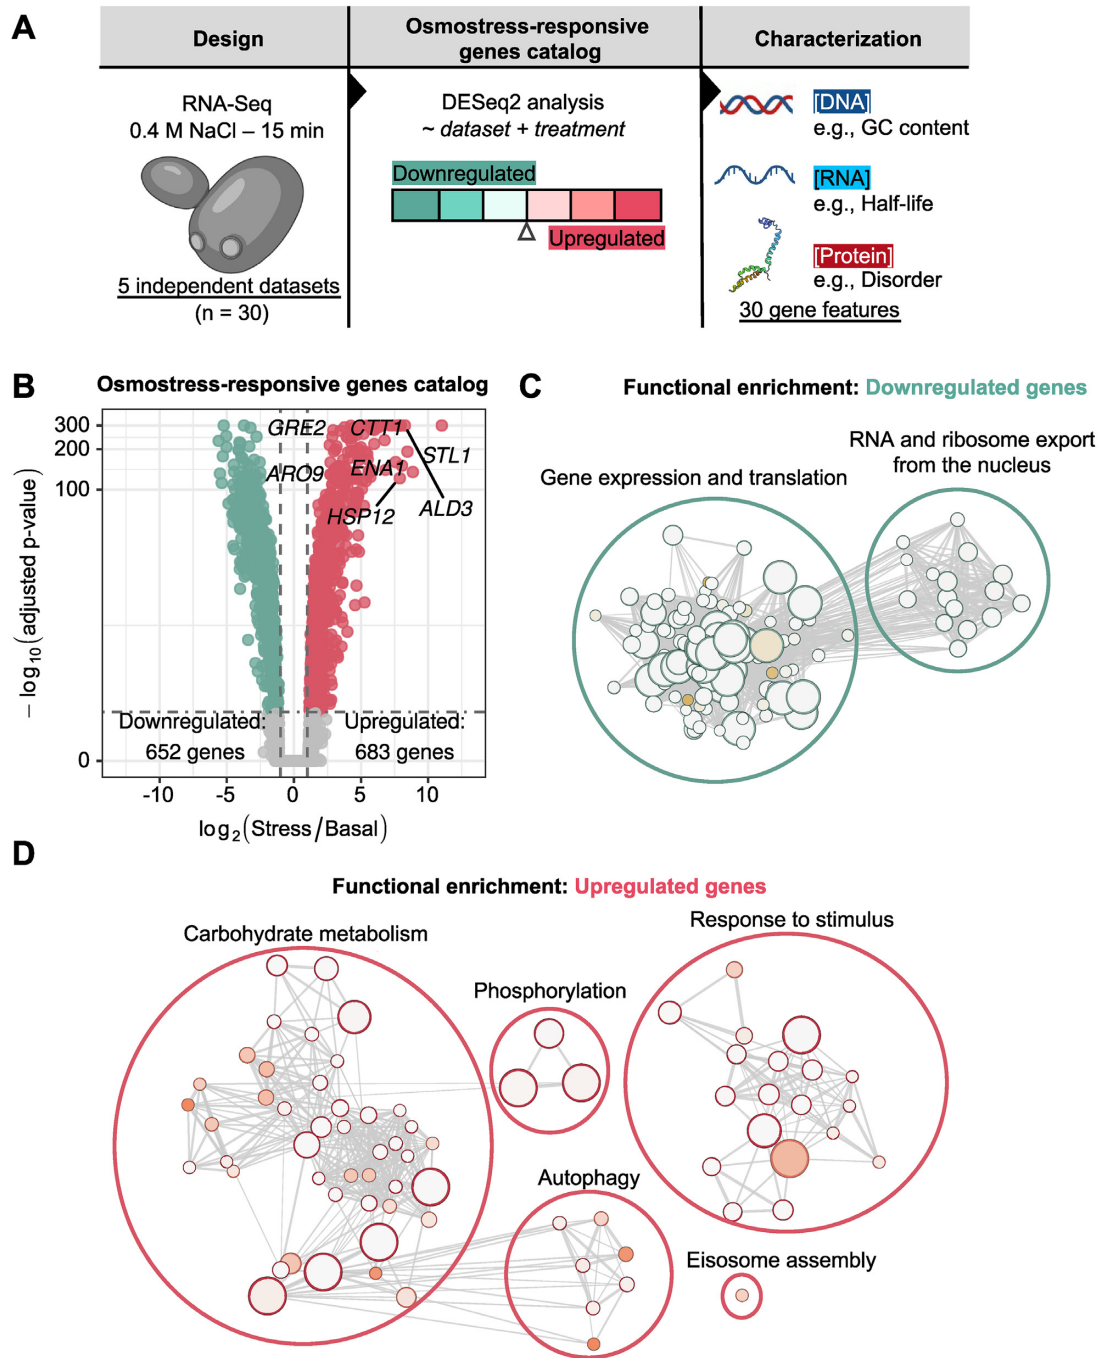 A
Design
Osmostress-responsive
genes catalog
Characterization
RNA-Seq
0.4 M NaCl – 15 min
5 independent datasets
(n = 30)
DESeq2 analysis
~ dataset + treatment
Downregulated
Upregulated
[DNA]
e.g., GC content
[RNA]
e.g., Half-life
[Protein]
e.g., Disorder
30 gene features
B
Osmostress-responsive genes catalog
300
200
100
0
− log10(adjusted p-value)
GRE2
CTT1
STL1
ARO9
ENA1
HSP12
ALD3
Downregulated:
652 genes
Upregulated:
683 genes
-10
-5
0
5
10
log2(Stress/Basal)
C
Functional enrichment: Downregulated genes
Gene expression and translation
RNA and ribosome export
from the nucleus
D
Functional enrichment: Upregulated genes
Carbohydrate metabolism
Phosphorylation
Response to stimulus
Autophagy
Eisosome assembly